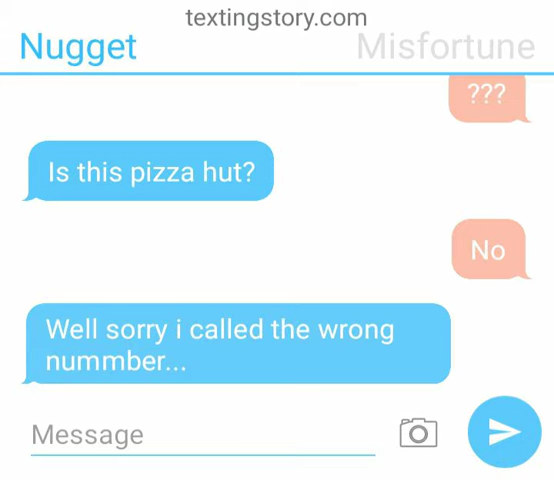 textingstory.com
Nugget
Misfortune
???
Is this pizza hut?
No
Well sorry i called the wrong
nummber...
Message